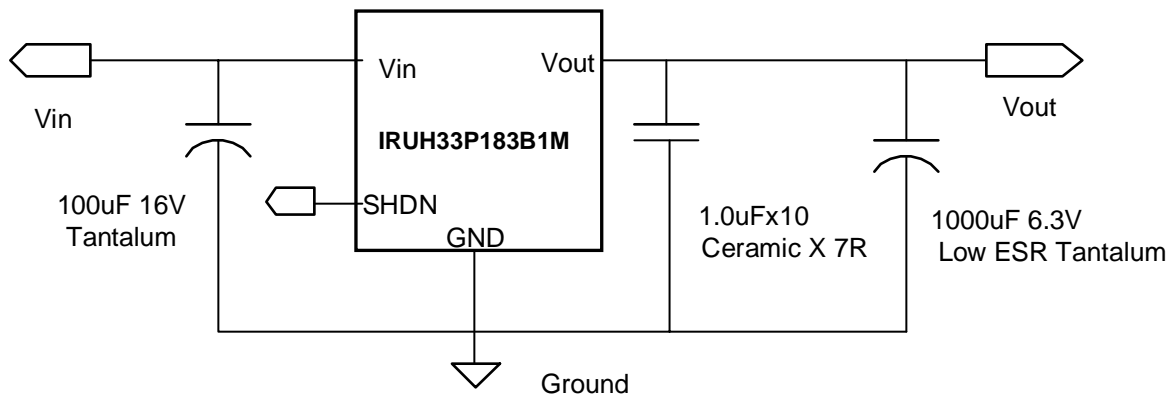 Vin
Vout
Vin
IRUH33P183B1M
Vout
100uF 16V
Tantalum
SHDN
GND
1.0uFx10
Ceramic X 7R
1000uF 6.3V
Low ESR Tantalum
Ground